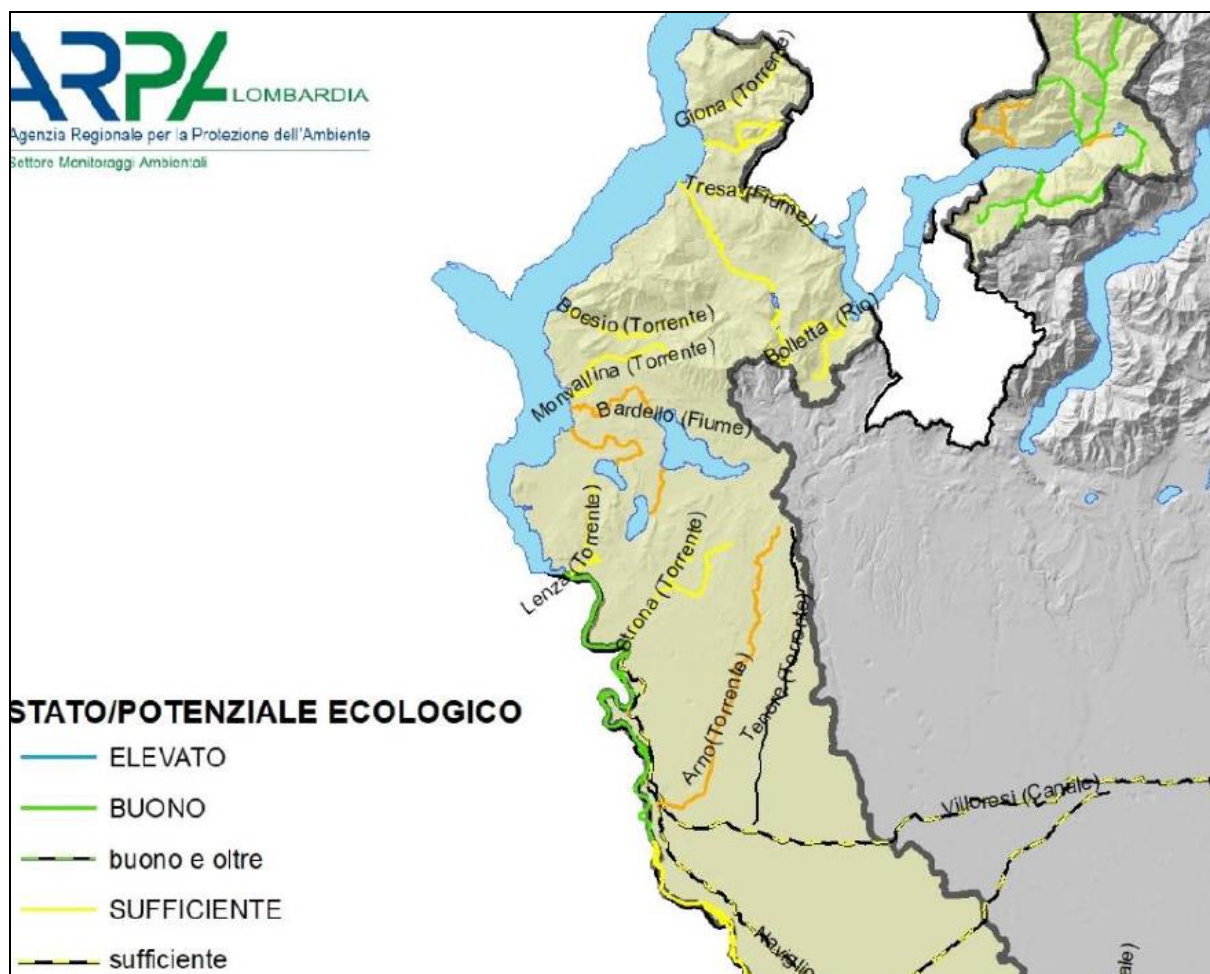 ARPA LOMBARDIA
Agenzia Regionale per la Protezione dell'Ambiente
Settore Monitoraggi Ambientali
Giona (Torrente)
Tresa (Fiume)
Boesio (Torrente)
Bolletta (Rio)
Monvallina (Torrente)
Bardello (Fiume)
Lenza (Torrente)
Strona (Torrente)
Arno (Torrente)
Tenore (Torrente)
Villoresi (Canale)
Navigli
ale)
STATO/POTENZIALE ECOLOGICO
ELEVATO
BUONO
buono e oltre
SUFFICIENTE
sufficiente